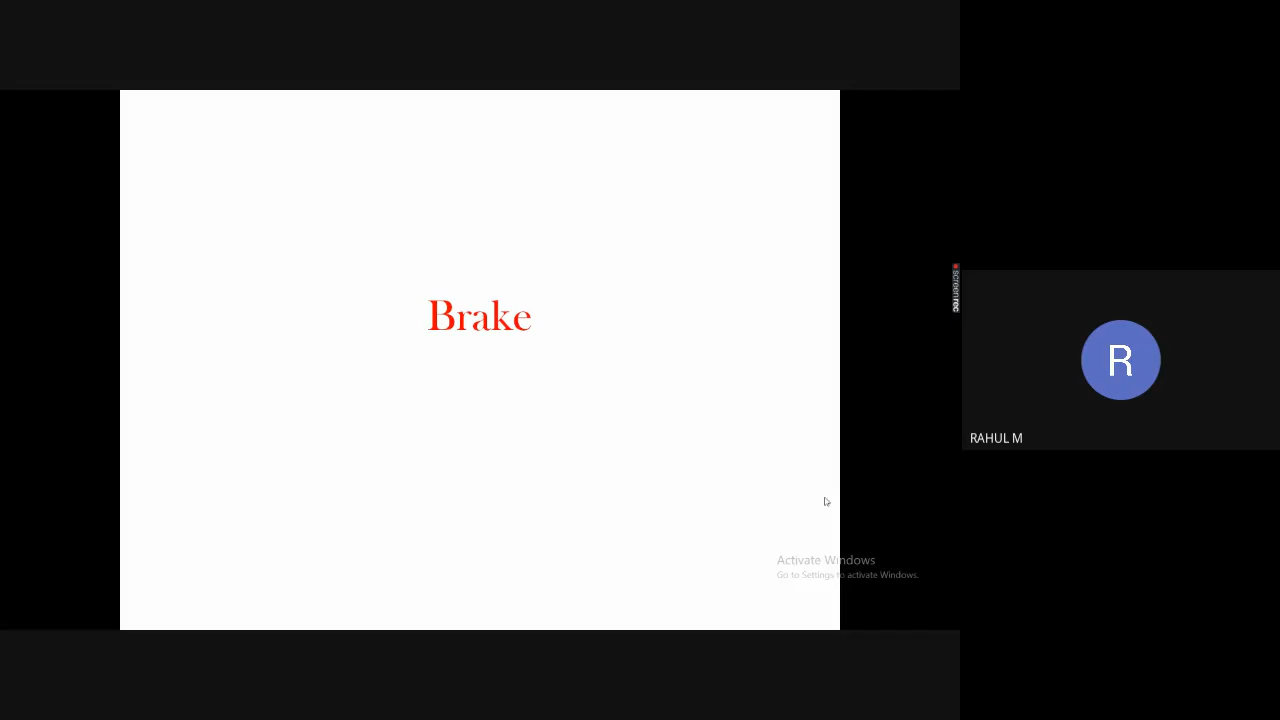 Brake
screenrec
R
RAHUL M
Activate Windows
Go to Settings to activate Windows.